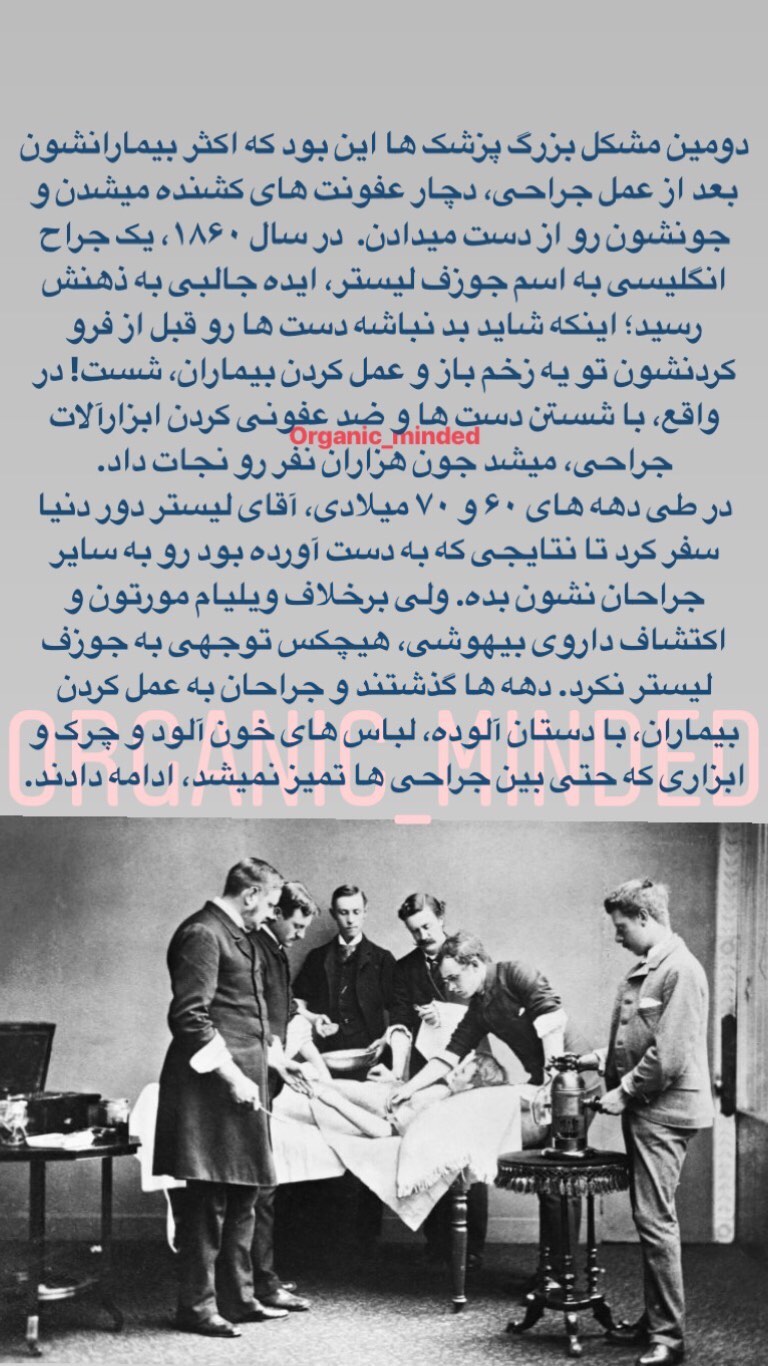 دومین مشکل بزرگ پزشک ها این بود که اکثر بیمارانشون
بعد از عمل جراحی، دچار عفونت های کشنده میشدن و
جونشون رو از دست میدادن. در سال ۱۸۶۰، یک جراح
انگلیسی به اسم جوزف لیستر، ایده جالبی به ذهنش
رسید؛ اینکه شاید بد نباشه دست ها رو قبل از فرو
کردنشون تو یه زخم باز و عمل کردن بیماران، شست! در
واقع، با شستن دست ها و ضد عفونی کردن ابزارآلات
Organic_minded
جراحی، میشد جون هزاران نفر رو نجات داد.
در طی دهه های ۶۰ و ۷۰ میلادی، آقای لیستر دور دنیا
سفر کرد تا نتایجی که به دست آورده بود رو به سایر
جراحان نشون بده. ولی برخلاف ویلیام مورتون و
اکتشاف داروی بیهوشی، هیچکس توجهی به جوزف
لیستر نکرد. دهه ها گذشتند و جراحان به عمل کردن
بیماران، با دستان آلوده، لباس های خون آلود و چرک و
ORGANIC_MINDED
ابزاری که حتی بین جراحی ها تمیز نمیشد، ادامه دادند.